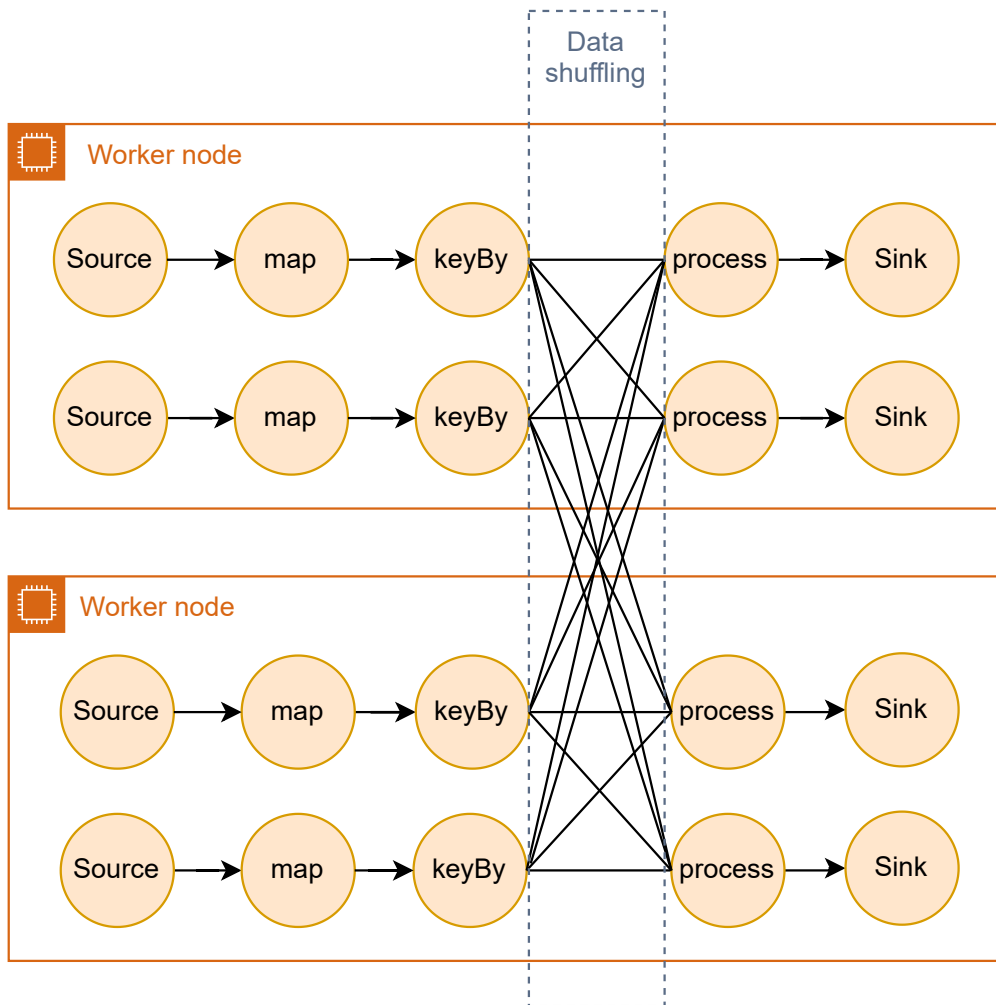 Data
shuffling
Worker node
Source
map
keyBy
process
Sink
Source
map
keyBy
process
Sink
Worker node
Source
map
keyBy
process
Sink
Source
map
keyBy
process
Sink